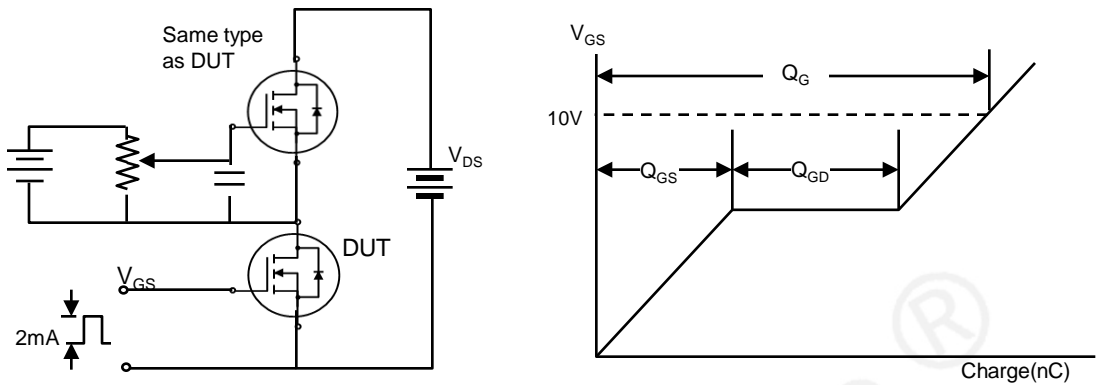 Same type
as DUT
V_DS
DUT
V_GS
2mA
V_GS
Q_G
10V
Q_GS
Q_GD
Charge(nC)
®